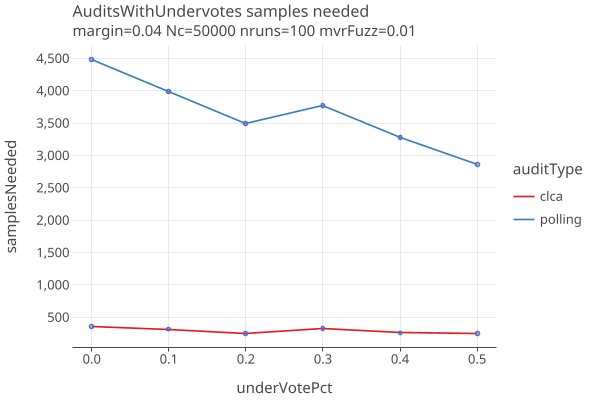 AuditsWithUndervotes samples needed
margin=0.04 Nc=50000 nruns=100 mvrFuzz=0.01
4,500
4,000
3,500
3,000
2,500
2,000
1,500
1,000
500
samplesNeeded
0.0 0.1 0.2 0.3 0.4 0.5
underVotePct
auditType
clca
polling